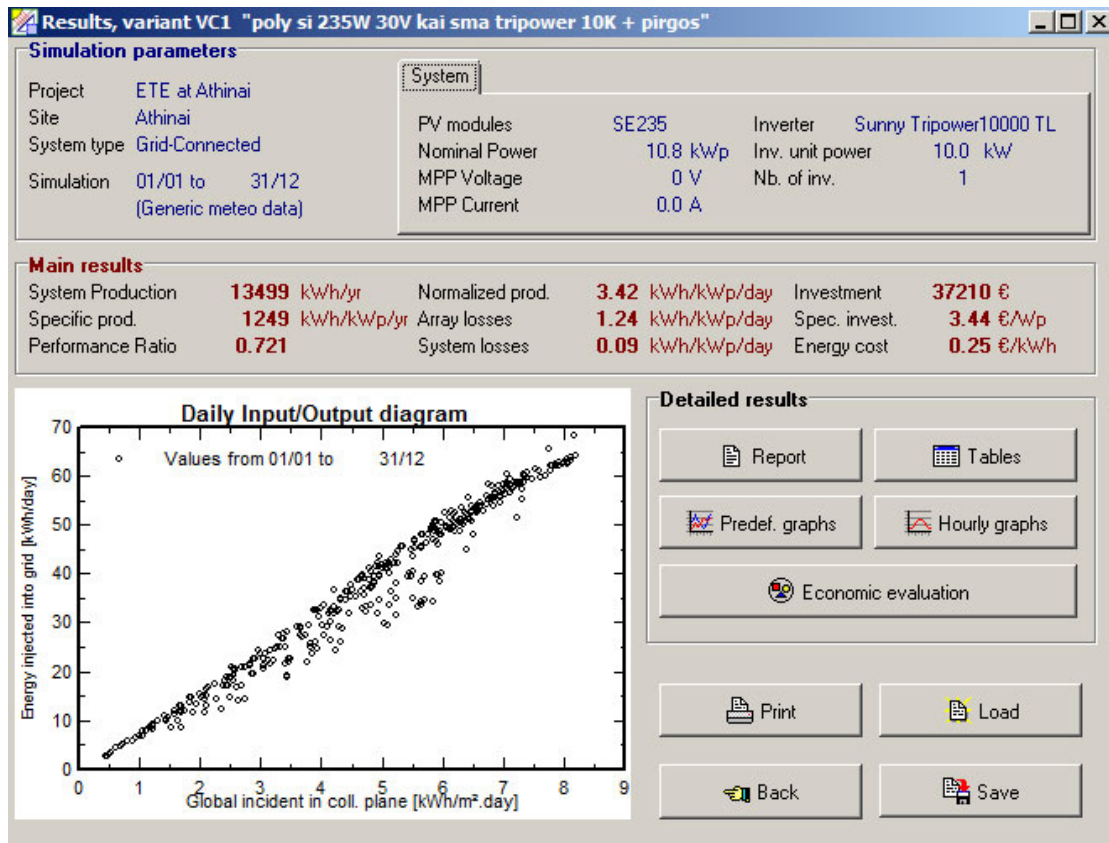 Results, variant VC1 "poly si 235W 30V kai sma tripower 10K + pirgos"
Simulation parameters
Project ETE at Athinai
Site Athinai
System type Grid-Connected
Simulation 01/01 to 31/12
(Generic meteo data)
System
PV modules SE235 Inverter Sunny Tripower10000 TL
Nominal Power 10.8 kWp Inv. unit power 10.0 kW
MPP Voltage 0 V Nb. of inv. 1
MPP Current 0.0 A
Main results
System Production 13499 kWh/yr Normalized prod. 3.42 kWh/kWp/day Investment 37210 €
Specific prod. 1249 kWh/kWp/yr Array losses 1.24 kWh/kWp/day Spec. invest. 3.44 €/Wp
Performance Ratio 0.721 System losses 0.09 kWh/kWp/day Energy cost 0.25 €/kWh
Daily Input/Output diagram
Values from 01/01 to 31/12
Energy injected into grid [kWh/day]
70
60
50
40
30
20
10
0
0 1 2 3 4 5 6 7 8 9
Global incident in coll. plane [kWh/m².day]
Detailed results
Report Tables
Predef. graphs Hourly graphs
Economic evaluation
Print Load
Back Save